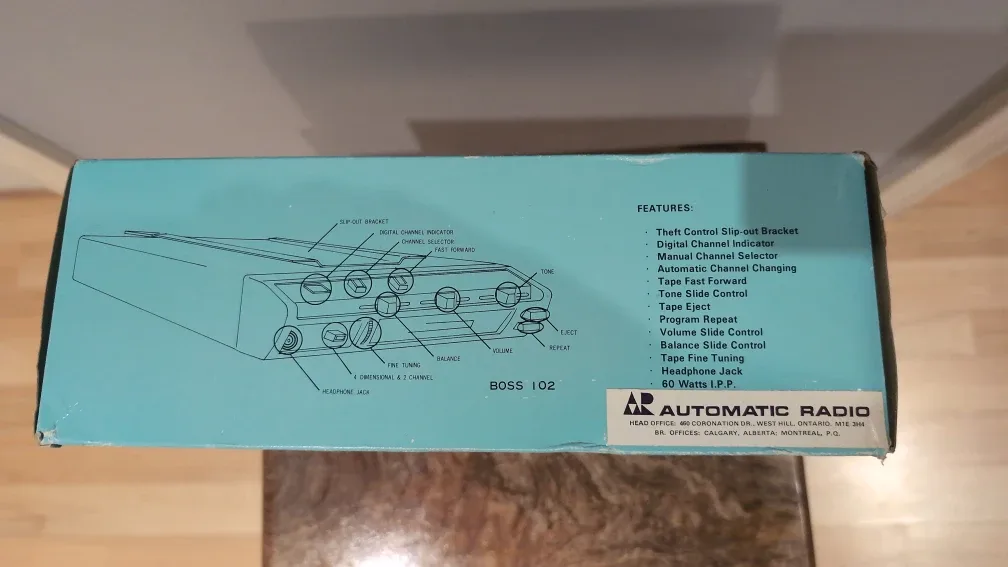 SLIP-OUT BRACKET
DIGITAL CHANNEL INDICATOR
CHANNEL SELECTOR
FAST FORWARD
TONE
EJECT
REPEAT
VOLUME
BALANCE
FINE TUNING
4 DIMENSIONAL & 2 CHANNEL
HEADPHONE JACK
BOSS 102
FEATURES:
· Theft Control Slip-out Bracket
· Digital Channel Indicator
· Manual Channel Selector
· Automatic Channel Changing
· Tape Fast Forward
· Tone Slide Control
· Tape Eject
· Program Repeat
· Volume Slide Control
· Balance Slide Control
· Tape Fine Tuning
· Headphone Jack
· 60 Watts I.P.P.
AR AUTOMATIC RADIO
HEAD OFFICE: 460 CORONATION DR., WEST HILL, ONTARIO, M1E
BR. OFFICES: CALGARY, ALBERTA: MONTREAL, P.Q.